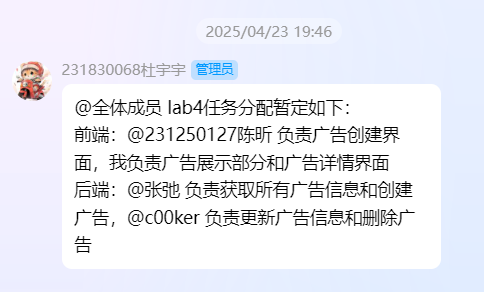 2025/04/23 19:46
231830068杜宇宇 管理员
@全体成员 lab4任务分配暂定如下：
前端：@231250127陈昕 负责广告创建界
面，我负责广告展示部分和广告详情界面
后端：@张弛 负责获取所有广告信息和创建
广告，@c00ker 负责更新广告信息和删除广
告